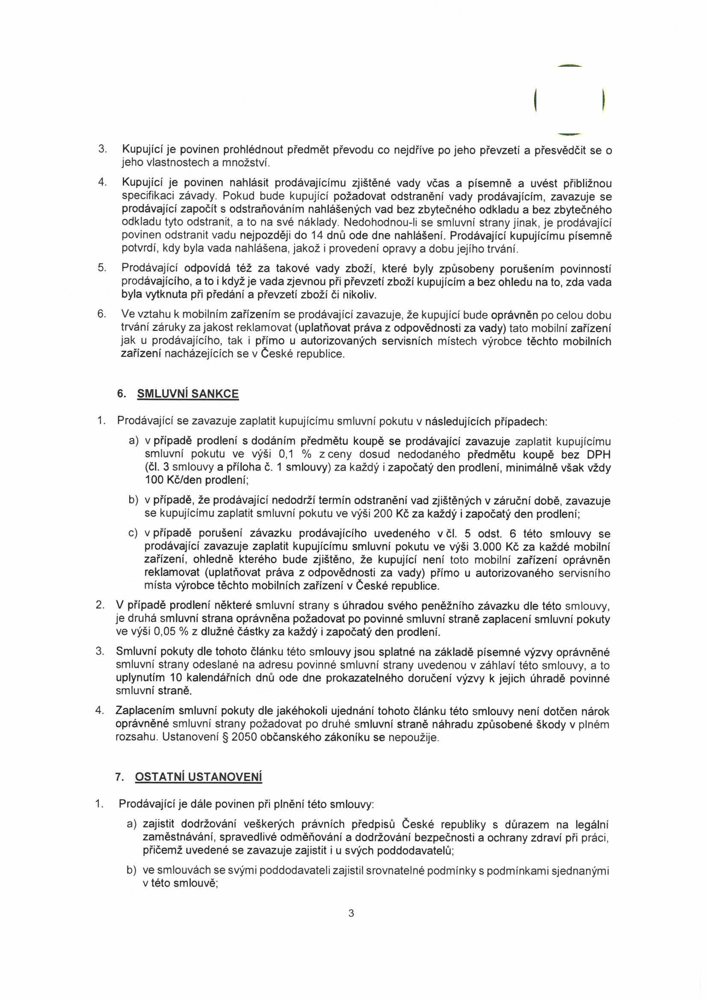 3. Kupující je povinen prohlédnout předmět převodu co nejdříve po jeho převzetí a přesvědčit se o
jeho vlastnostech a množství.
4. Kupující je povinen nahlásit prodávajícímu zjištěné vady včas a písemně a uvést přibližnou
specifikaci závady. Pokud bude kupující požadovat odstranění vady prodávajícím, zavazuje se
prodávající započít s odstraňováním nahlášených vad bez zbytečného odkladu a bez zbytečného
odkladu tyto odstranit, a to na své náklady. Nedohodnou-li se smluvní strany jinak, je prodávající
povinen odstranit vadu nejpozději do 14 dnů ode dne nahlášení. Prodávající kupujícímu písemně
potvrdí, kdy byla vada nahlášena, jakož i provedení opravy a dobu jejího trvání.
5. Prodávající odpovídá též za takové vady zboží, které byly způsobeny porušením povinností
prodávajícího, a to i když je vada zjevnou při převzetí zboží kupujícím a bez ohledu na to, zda vada
byla vytknuta při předání a převzetí zboží či nikoliv.
6. Ve vztahu k mobilním zařízením se prodávající zavazuje, že kupující bude oprávněn po celou dobu
trvání záruky za jakost reklamovat (uplatňovat práva z odpovědnosti za vady) tato mobilní zařízení
jak u prodávajícího, tak i přímo u autorizovaných servisních místech výrobce těchto mobilních
zařízení nacházejících se v České republice.
6. SMLUVNÍ SANKCE
1. Prodávající se zavazuje zaplatit kupujícímu smluvní pokutu v následujících případech:
a) v případě prodlení s dodáním předmětu koupě se prodávající zavazuje zaplatit kupujícímu
smluvní pokutu ve výši 0,1 % z ceny dosud nedodaného předmětu koupě bez DPH
(čl. 3 smlouvy a příloha č. 1 smlouvy) za každý i započatý den prodlení, minimálně však vždy
100 Kč/den prodlení;
b) v případě, že prodávající nedodrží termín odstranění vad zjištěných v záruční době, zavazuje
se kupujícímu zaplatit smluvní pokutu ve výši 200 Kč za každý i započatý den prodlení;
c) v případě porušení závazku prodávajícího uvedeného v čl. 5 odst. 6 této smlouvy se
prodávající zavazuje zaplatit kupujícímu smluvní pokutu ve výši 3.000 Kč za každé mobilní
zařízení, ohledně kterého bude zjištěno, že kupující není toto mobilní zařízení oprávněn
reklamovat (uplatňovat práva z odpovědnosti za vady) přímo u autorizovaného servisního
místa výrobce těchto mobilních zařízení v České republice.
2. V případě prodlení některé smluvní strany s úhradou svého peněžního závazku dle této smlouvy,
je druhá smluvní strana oprávněna požadovat po povinné smluvní straně zaplacení smluvní pokuty
ve výši 0,05 % z dlužné částky za každý i započatý den prodlení.
3. Smluvní pokuty dle tohoto článku této smlouvy jsou splatné na základě písemné výzvy oprávněné
smluvní strany odeslané na adresu povinné smluvní strany uvedenou v záhlaví této smlouvy, a to
uplynutím 10 kalendářních dnů ode dne prokazatelného doručení výzvy k jejich úhradě povinné
smluvní straně.
4. Zaplacením smluvní pokuty dle jakéhokoli ujednání tohoto článku této smlouvy není dotčen nárok
oprávněné smluvní strany požadovat po druhé smluvní straně náhradu způsobené škody v plném
rozsahu. Ustanovení § 2050 občanského zákoníku se nepoužije.
7. OSTATNÍ USTANOVENÍ
1. Prodávající je dále povinen při plnění této smlouvy:
a) zajistit dodržování veškerých právních předpisů České republiky s důrazem na legální
zaměstnávání, spravedlivé odměňování a dodržování bezpečnosti a ochrany zdraví při práci,
přičemž uvedené se zavazuje zajistit i u svých poddodavatelů;
b) ve smlouvách se svými poddodavateli zajistil srovnatelné podmínky s podmínkami sjednanými
v této smlouvě;
3